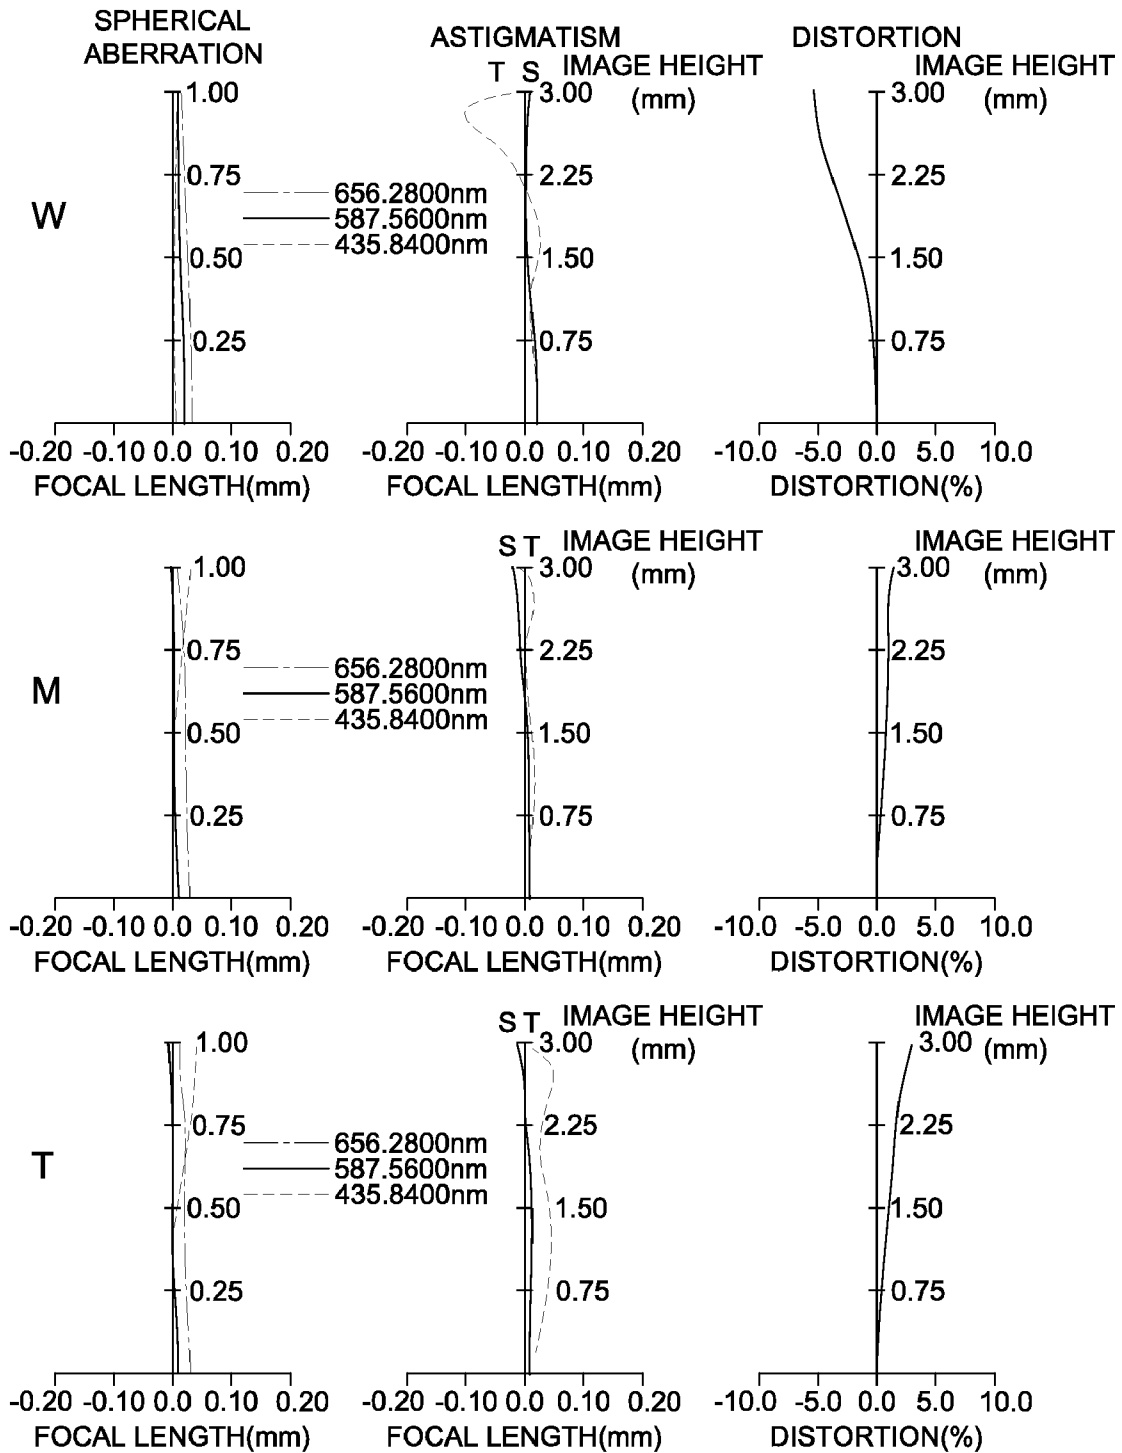 SPHERICAL
ABERRATION
ASTIGMATISM
DISTORTION
T S IMAGE HEIGHT
(mm)
IMAGE HEIGHT
(mm)
W
1.00
0.75
0.50
0.25
656.2800nm
587.5600nm
435.8400nm
3.00
2.25
1.50
0.75
3.00
2.25
1.50
0.75
-0.20 -0.10 0.0 0.10 0.20
FOCAL LENGTH(mm)
-0.20 -0.10 0.0 0.10 0.20
FOCAL LENGTH(mm)
-10.0 -5.0 0.0 5.0 10.0
DISTORTION(%)
S T IMAGE HEIGHT
(mm)
IMAGE HEIGHT
(mm)
M
1.00
0.75
0.50
0.25
656.2800nm
587.5600nm
435.8400nm
3.00
2.25
1.50
0.75
3.00
2.25
1.50
0.75
-0.20 -0.10 0.0 0.10 0.20
FOCAL LENGTH(mm)
-0.20 -0.10 0.0 0.10 0.20
FOCAL LENGTH(mm)
-10.0 -5.0 0.0 5.0 10.0
DISTORTION(%)
S T IMAGE HEIGHT
(mm)
IMAGE HEIGHT
(mm)
T
1.00
0.75
0.50
0.25
656.2800nm
587.5600nm
435.8400nm
3.00
2.25
1.50
0.75
3.00
2.25
1.50
0.75
-0.20 -0.10 0.0 0.10 0.20
FOCAL LENGTH(mm)
-0.20 -0.10 0.0 0.10 0.20
FOCAL LENGTH(mm)
-10.0 -5.0 0.0 5.0 10.0
DISTORTION(%)